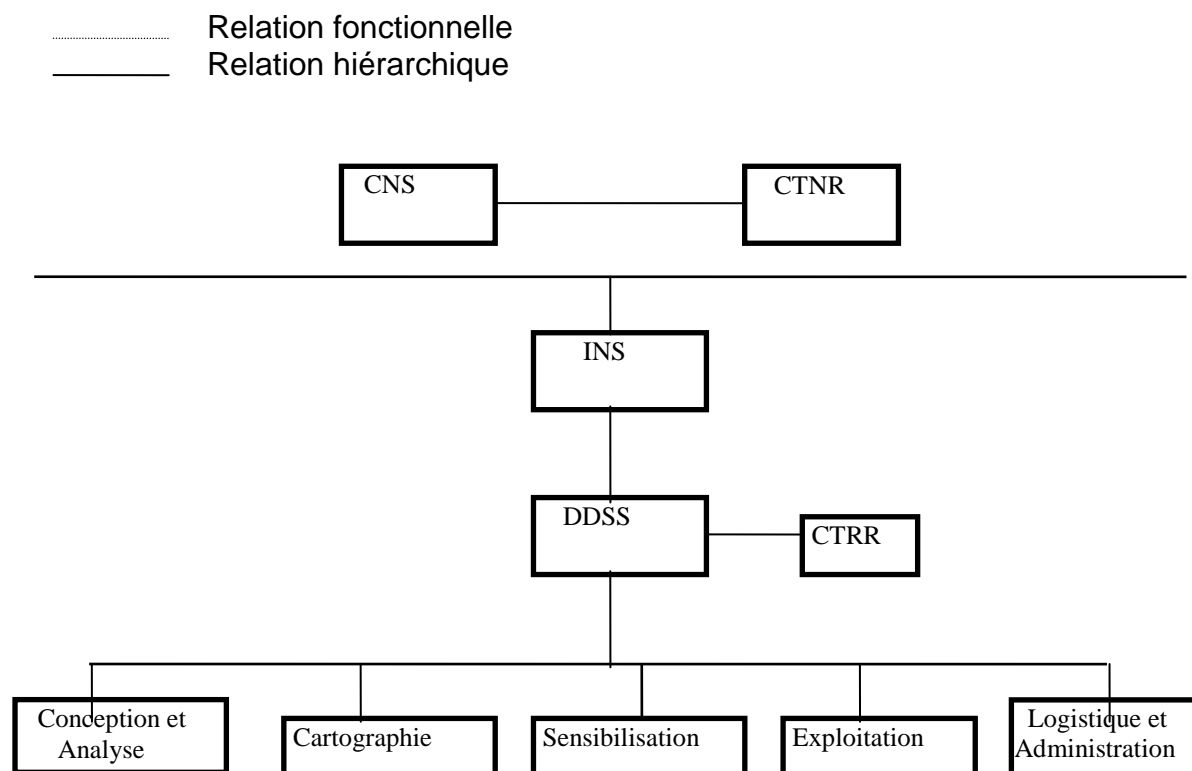 Relation fonctionnelle
Relation hiérarchique
CNS
CTNR
INS
DDSS
CTRR
Conception et
Analyse
Cartographie
Sensibilisation
Exploitation
Logistique et
Administration